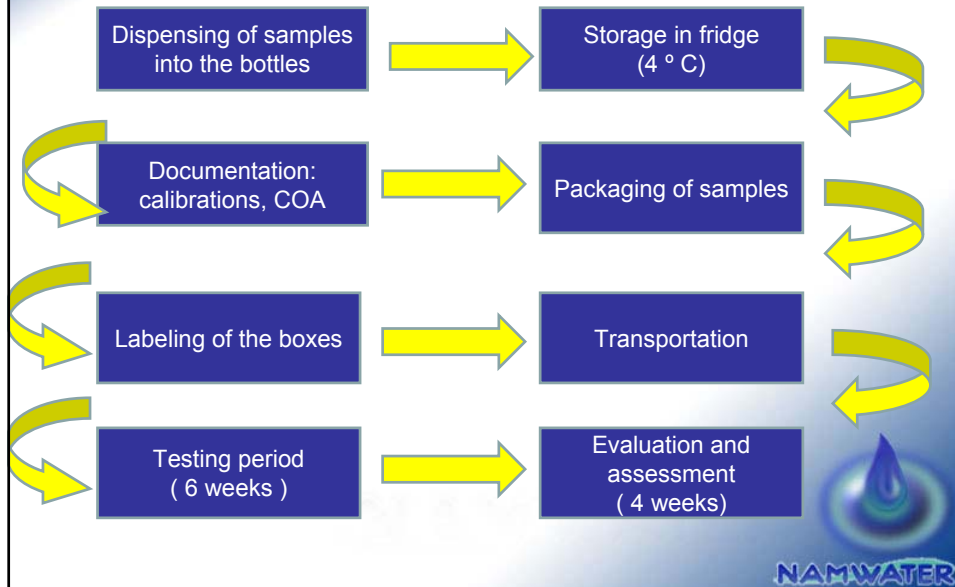 Dispensing of samples
into the bottles
Storage in fridge
(4 º C)
Documentation:
calibrations, COA
Packaging of samples
Labeling of the boxes
Transportation
Testing period
( 6 weeks )
Evaluation and
assessment
( 4 weeks)
NAMWATER